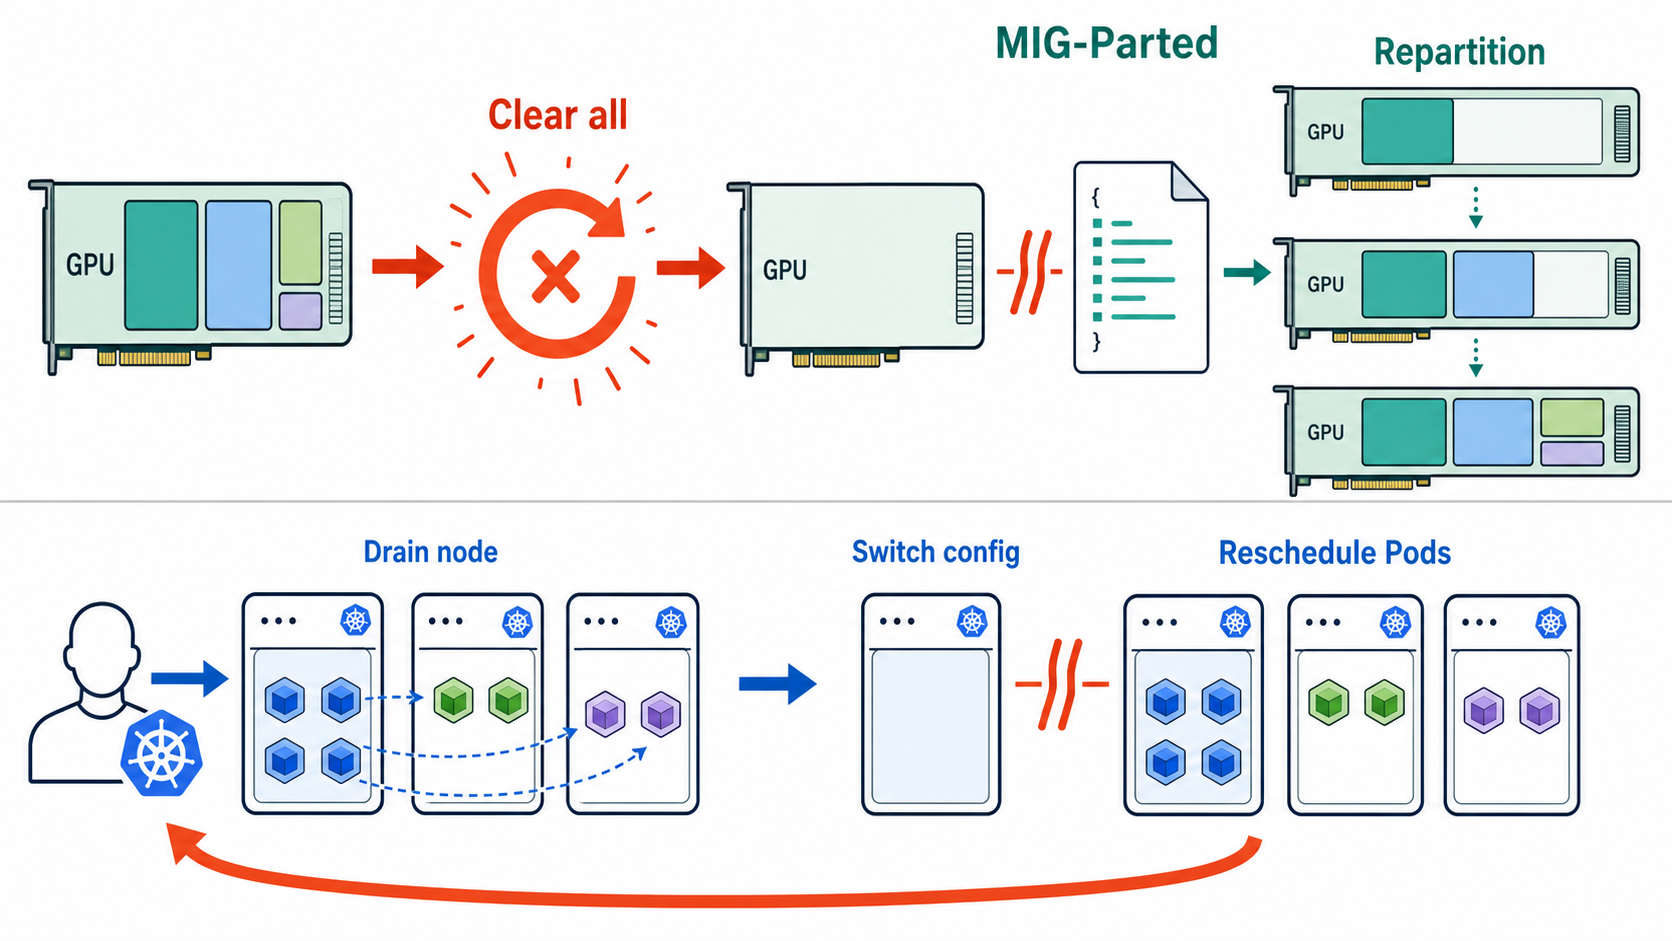 MIG-Parted
Repartition
Clear all
GPU
GPU
{
}
GPU
GPU
GPU
Drain node
Switch config
Reschedule Pods